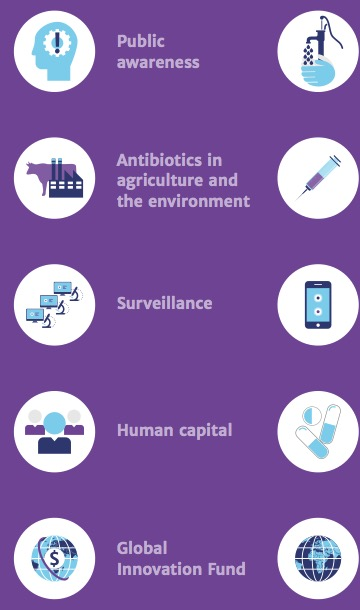 Public
awareness
Antibiotics in
agriculture and
the environment
Surveillance
Human capital
$
Global
Innovation Fund